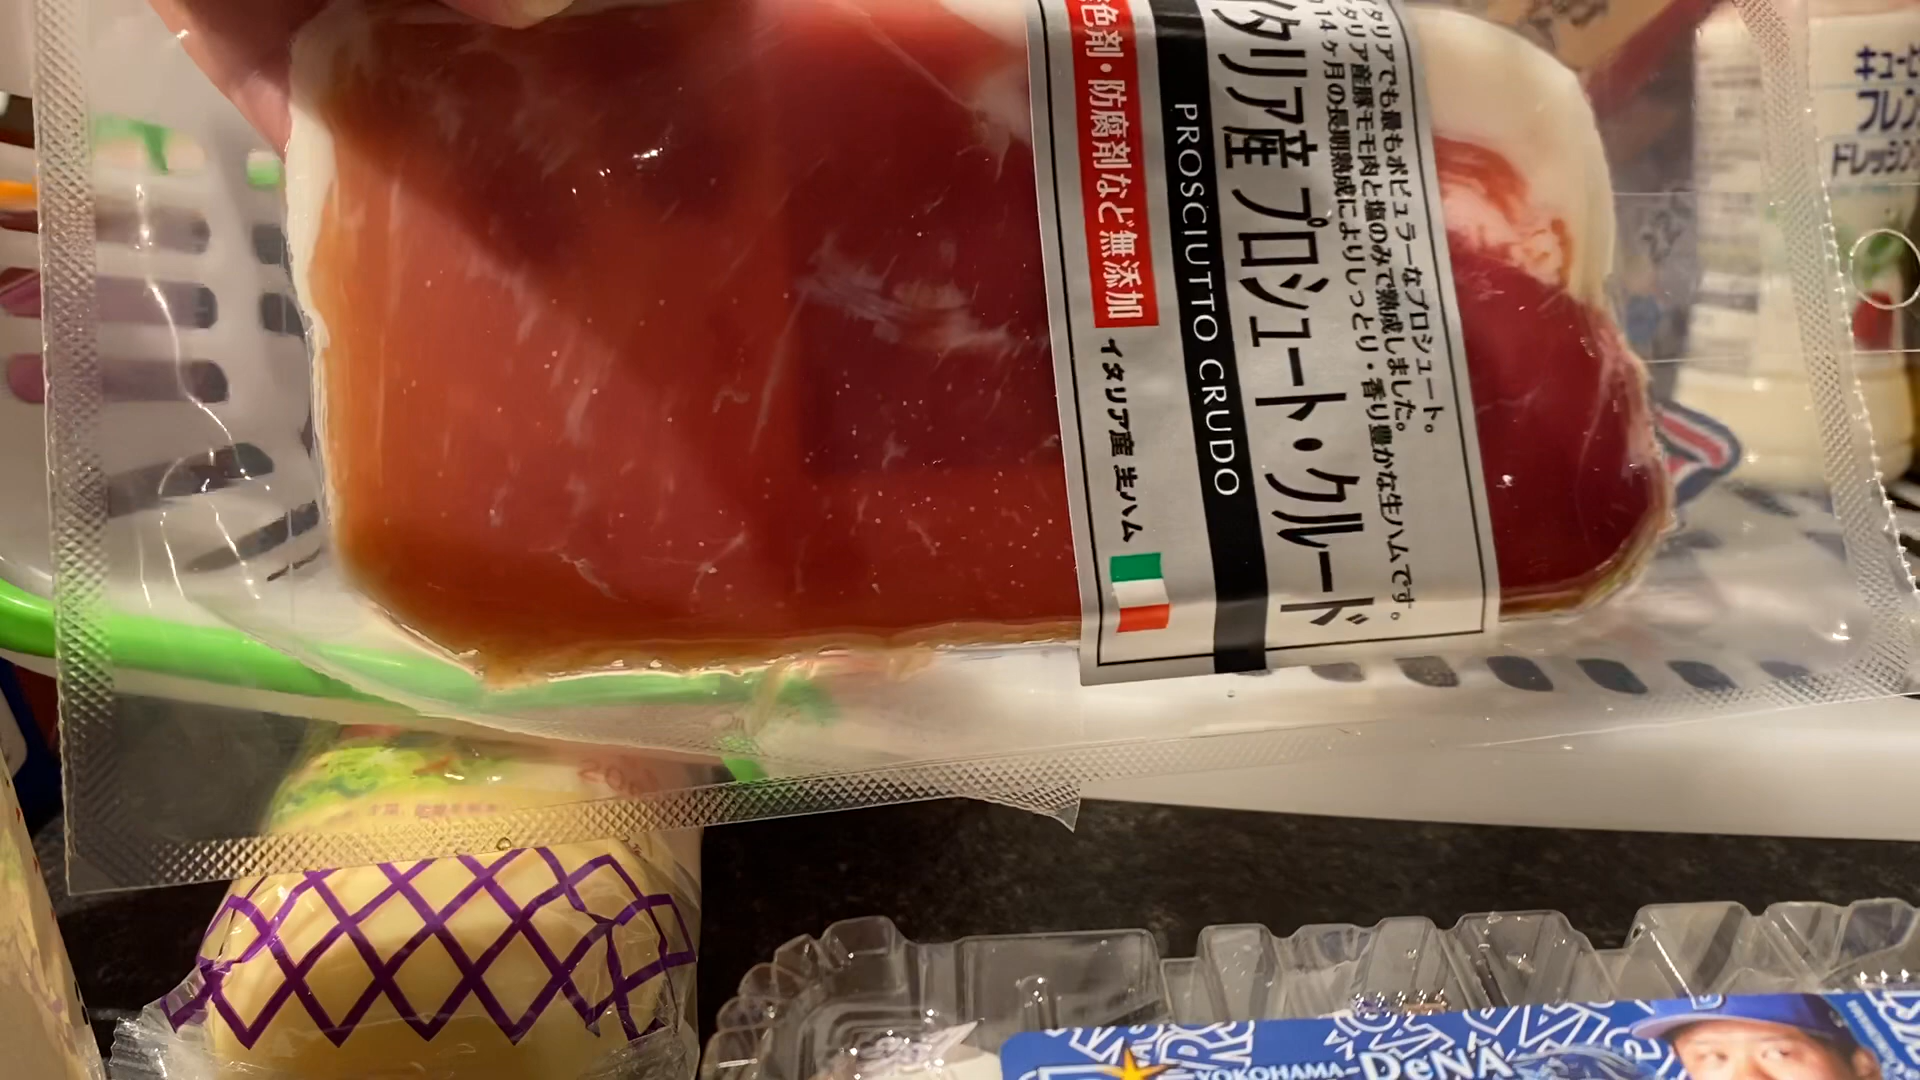 イタリアでも最もポピュラーなプロシュート。
イタリア産豚モモ肉と塩のみで熟成しました。
14ヶ月の長期熟成によりしっとり・香り豊かな生ハムです。
タリア産 プロシュート・クルード
PROSCIUTTO CRUDO
色剤・防腐剤など無添加
イタリア産 生ハム
キユーピ
フレン
ドレッシン
YOKOHAMA DeNA